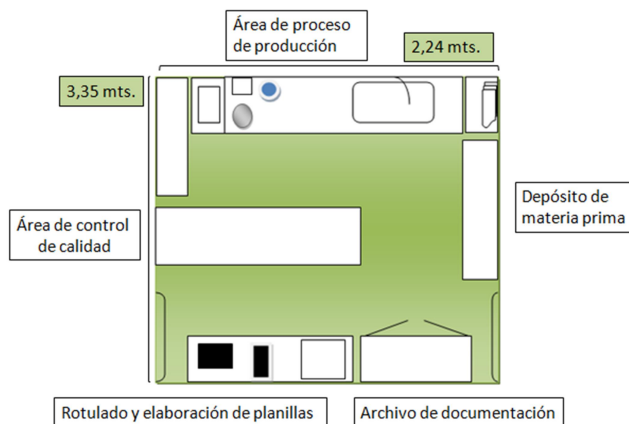 Área de proceso
de producción
2,24 mts.
3,35 mts.
Área de control
de calidad
Depósito de
materia prima
Rotulado y elaboración de planillas
Archivo de documentación